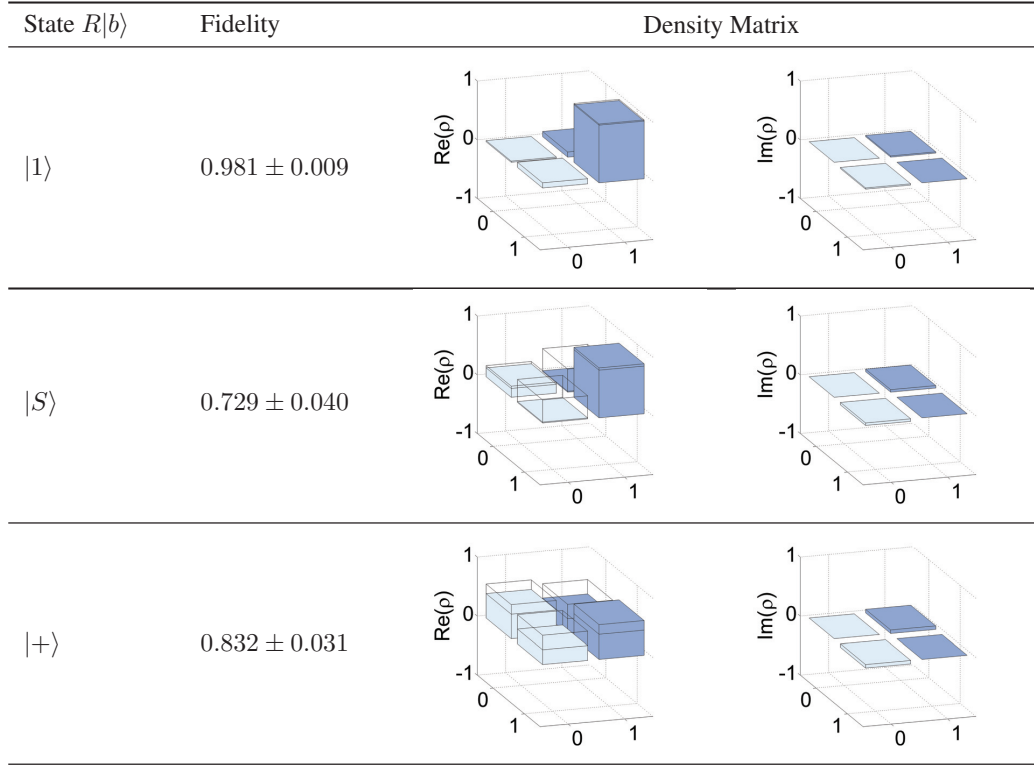 State R|b⟩ Fidelity Density Matrix
1 1
0 0
-1 -1
Re(ρ) Im(ρ)
0 0
1 1
0 1 0 1
|1⟩ 0.981 ± 0.009
1 1
0 0
-1 -1
Re(ρ) Im(ρ)
0 0
1 1
0 1 0 1
|S⟩ 0.729 ± 0.040
1 1
0 0
-1 -1
Re(ρ) Im(ρ)
0 0
1 1
0 1 0 1
|+⟩ 0.832 ± 0.031